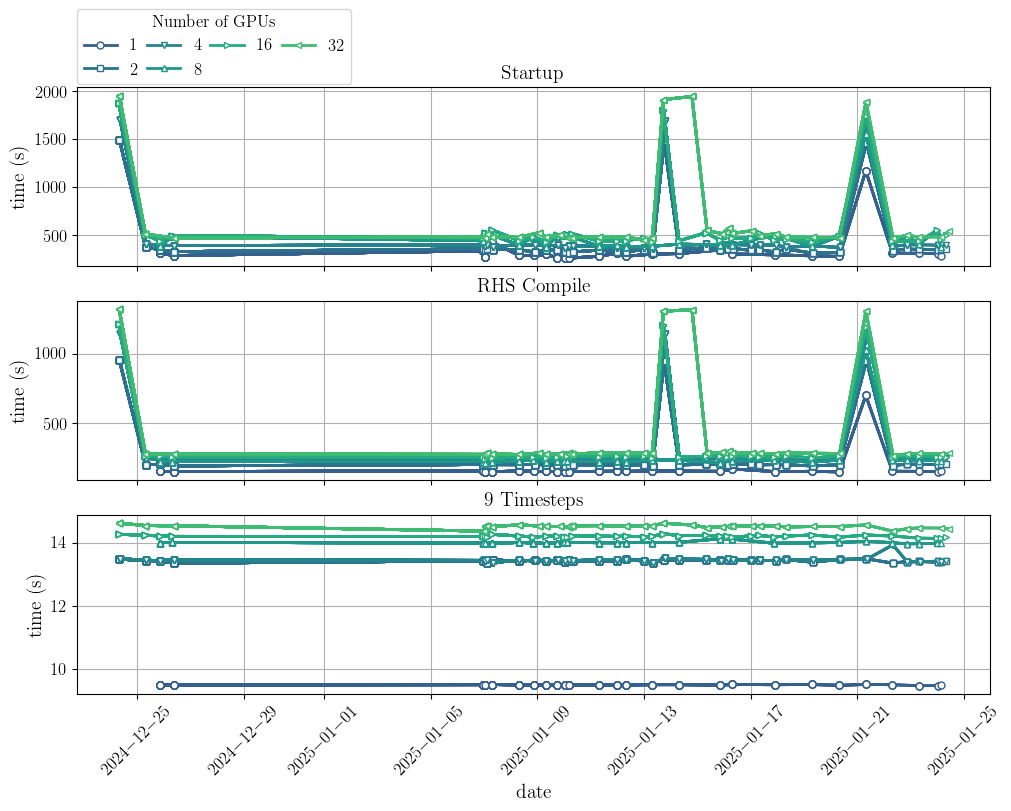 Number of GPUs
1 4 16 32
2 8
Startup
2000
1500
1000
500
time (s)
RHS Compile
1000
500
time (s)
9 Timesteps
14
12
10
time (s)
2024-12-25 2024-12-29 2025-01-01 2025-01-05 2025-01-09 2025-01-13 2025-01-17 2025-01-21 2025-01-25
date